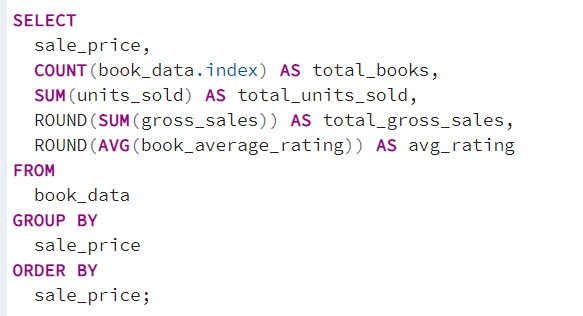 SELECT
  sale_price,
  COUNT(book_data.index) AS total_books,
  SUM(units_sold) AS total_units_sold,
  ROUND(SUM(gross_sales)) AS total_gross_sales,
  ROUND(AVG(book_average_rating)) AS avg_rating
FROM
  book_data
GROUP BY
  sale_price
ORDER BY
  sale_price;